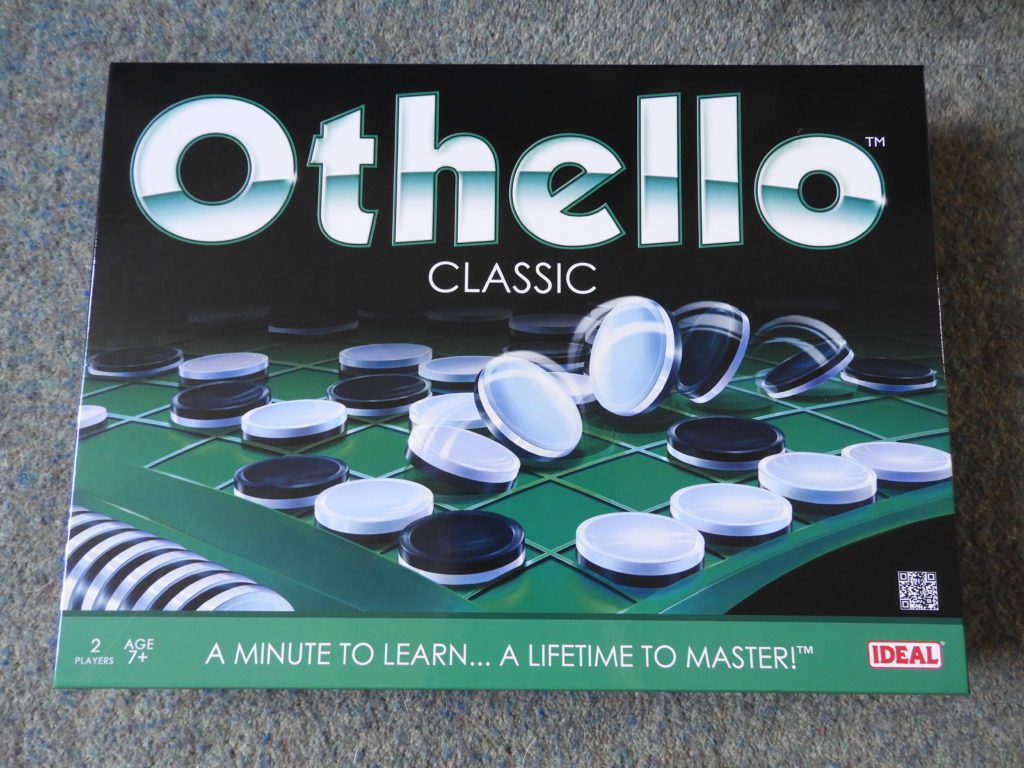 Othello™
CLASSIC
2 PLAYERS
AGE 7+
A MINUTE TO LEARN... A LIFETIME TO MASTER!™
IDEAL®